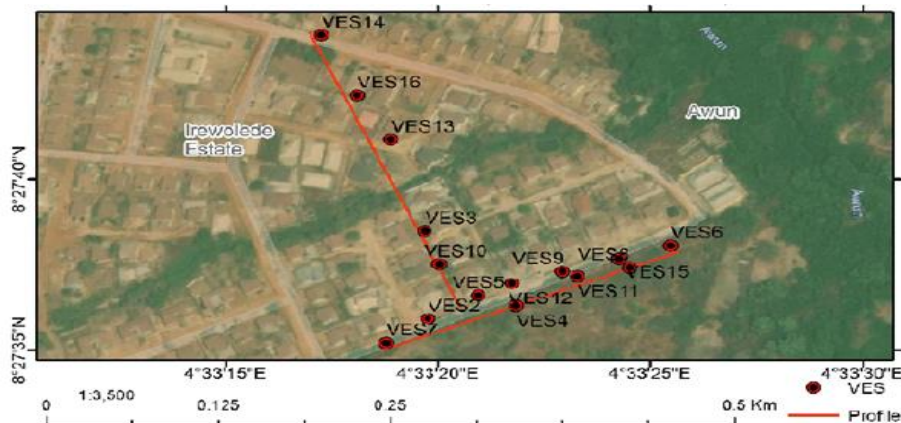 VES14
Awun
VES16
Awun
VES13
Irewolede
Estate
Awun
8°27'40"N
VES3
VES6
VES10
VES9
VES5
VES15
VES12
VES11
VES2
VES4
VES7
8°27'35"N
4°33'15"E
4°33'20"E
4°33'25"E
4°33'30"E
VES
1:3,500
0
0.125
0.25
0.5 Km
Profile